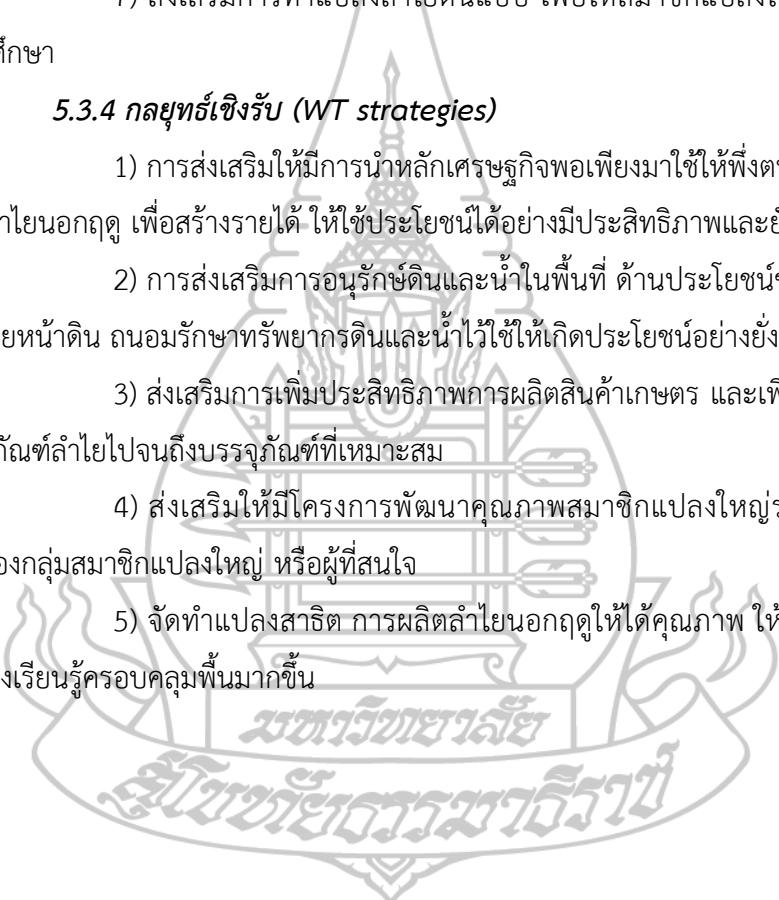 7) ส่งเสริมการทำแปลงลำไยต้นแบบ เพื่อให้สมาชิกแปลงใ
ศึกษา
5.3.4 กลยุทธ์เชิงรับ (WT strategies)
1) การส่งเสริมให้มีการนำหลักเศรษฐกิจพอเพียงมาใช้ให้พึ่งต
ำไยนอกฤดู เพื่อสร้างรายได้ ให้ใช้ประโยชน์ได้อย่างมีประสิทธิภาพและยั
2) การส่งเสริมการอนุรักษ์ดินและน้ำในพื้นที่ ด้านประโยชน์ข
ยหน้าดิน ถนอมรักษาทรัพยากรดินและน้ำไว้ใช้ให้เกิดประโยชน์อย่างยั่ง
3) ส่งเสริมการเพิ่มประสิทธิภาพการผลิตสินค้าเกษตร และเพิ
ภัณฑ์ลำไยไปจนถึงบรรจุภัณฑ์ที่เหมาะสม
4) ส่งเสริมให้มีโครงการพัฒนาคุณภาพสมาชิกแปลงใหญ่ร
องกลุ่มสมาชิกแปลงใหญ่ หรือผู้ที่สนใจ
5) จัดทำแปลงสาธิต การผลิตลำไยนอกฤดูให้ได้คุณภาพ ให้
งเรียนรู้ครอบคลุมพื้นมากขึ้น
มหาวิทยาลัย
สุโขทัยธรรมาธิราช